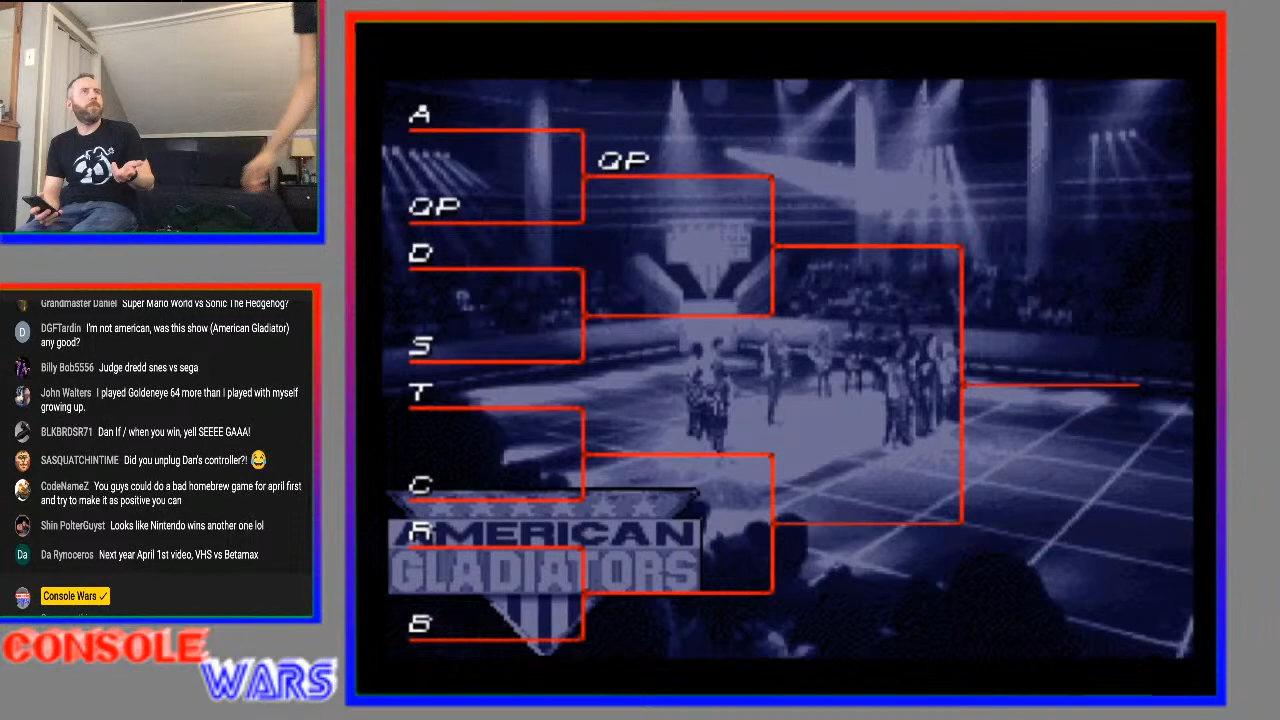 Grandmaster Daniel Super Mario World vs Sonic The Hedgehog?
D DGFTardin I'm not american, was this show (American Gladiator)
any good?
Billy Bob5556 Judge dredd snes vs sega
John Walters I played Goldeneye 64 more than I played with myself
growing up.
BLKBRDSR71 Dan If / when you win, yell SEEEE GAAA!
SASQUATCHINTIME Did you unplug Dan's controller?! 😂
CodeNameZ You guys could do a bad homebrew game for april first
and try to make it as positive you can
Shin PolterGuyst Looks like Nintendo wins another one lol
Da Da Rynoceros Next year April 1st video, VHS vs Betamax
Console Wars ✓
CONSOLE
WARS
A
GP
GP
D
S
T
C
R
B
AMERICAN
GLADIATORS